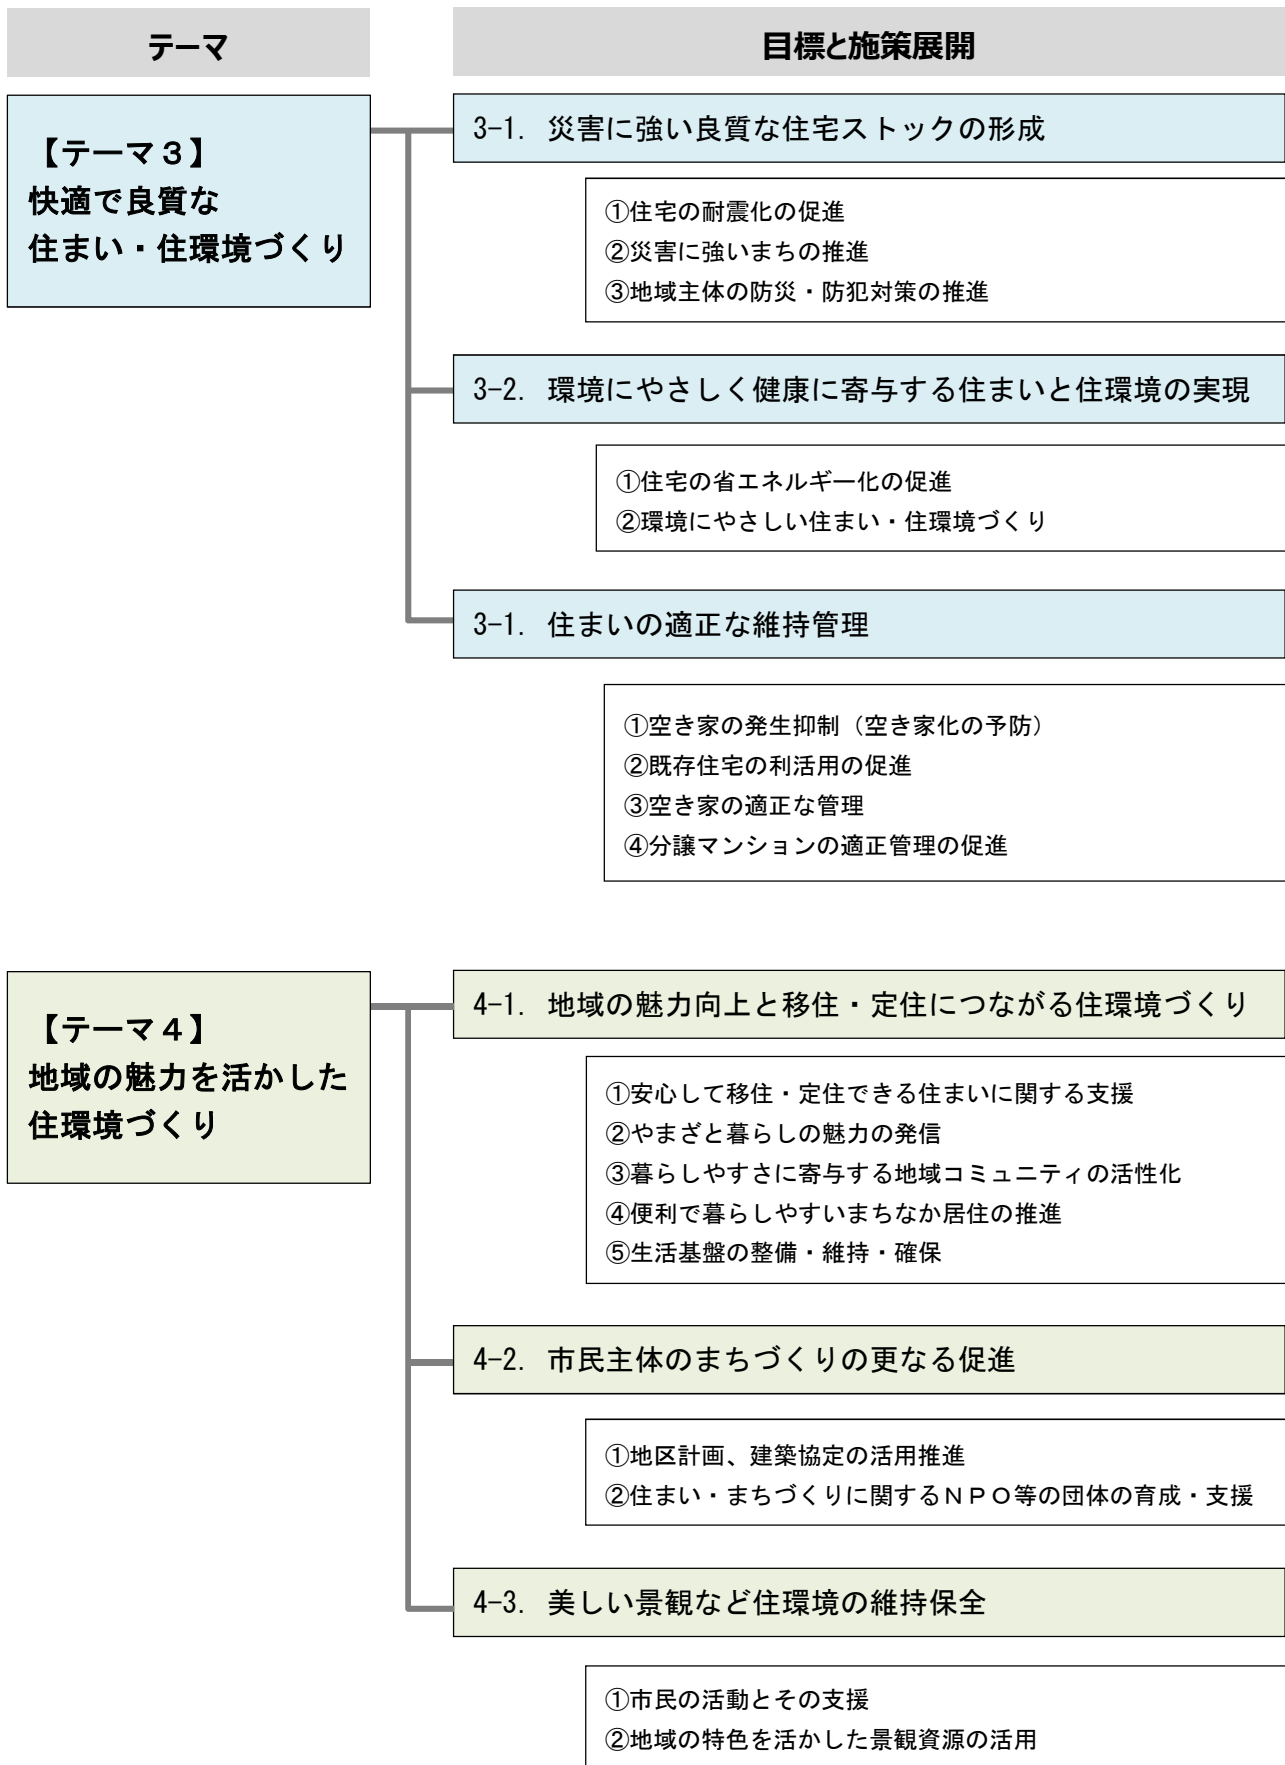 テーマ
目標と施策展開
【テーマ３】
快適で良質な
住まい・住環境づくり
3-1. 災害に強い良質な住宅ストックの形成
①住宅の耐震化の促進
②災害に強いまちの推進
③地域主体の防災・防犯対策の推進
3-2. 環境にやさしく健康に寄与する住まいと住環境の実現
①住宅の省エネルギー化の促進
②環境にやさしい住まい・住環境づくり
3-1. 住まいの適正な維持管理
①空き家の発生抑制（空き家化の予防）
②既存住宅の利活用の促進
③空き家の適正な管理
④分譲マンションの適正管理の促進
【テーマ４】
地域の魅力を活かした
住環境づくり
4-1. 地域の魅力向上と移住・定住につながる住環境づくり
①安心して移住・定住できる住まいに関する支援
②やまざと暮らしの魅力の発信
③暮らしやすさに寄与する地域コミュニティの活性化
④便利で暮らしやすいまちなか居住の推進
⑤生活基盤の整備・維持・確保
4-2. 市民主体のまちづくりの更なる促進
①地区計画、建築協定の活用推進
②住まい・まちづくりに関するＮＰＯ等の団体の育成・支援
4-3. 美しい景観など住環境の維持保全
①市民の活動とその支援
②地域の特色を活かした景観資源の活用